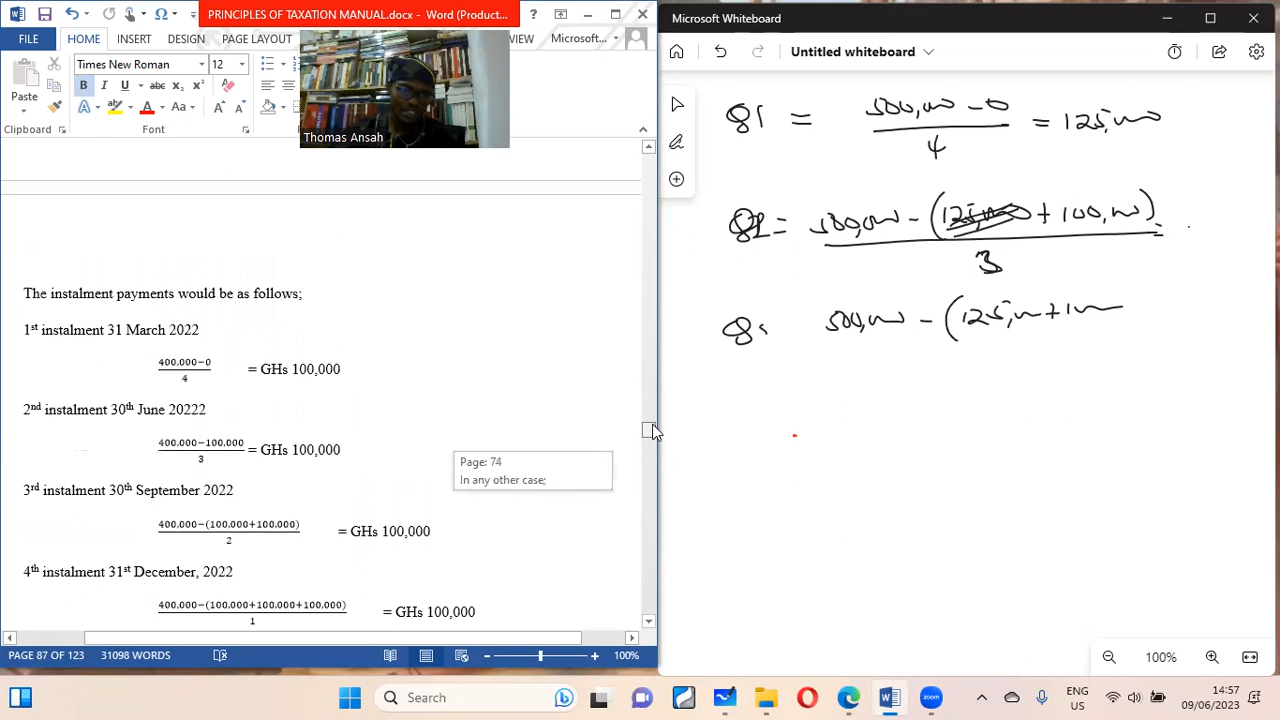 PRINCIPLES OF TAXATION MANUAL.docx - Word (Product...
FILE HOME INSERT DESIGN PAGE LAYOUT VIEW Microsoft...
Times New Roman 12
Paste
B I U abc x₂ x²
A Aa A
Clipboard Font
Thomas Ansah
The instalment payments would be as follows;
1st instalment 31 March 2022
400,000−0
4
= GHs 100,000
2nd instalment 30th June 20222
400,000−100,000
3
= GHs 100,000
3rd instalment 30th September 2022
400,000−(100,000+100,000)
2
= GHs 100,000
4th instalment 31st December, 2022
400,000−(100,000+100,000+100,000)
1
= GHs 100,000
Page: 74
In any other case;
PAGE 87 OF 123 31098 WORDS 100%
Microsoft Whiteboard
Untitled whiteboard
Q1 = 500,000 - 0
4
= 125,000
= 500,000 - (125,000 + 100,000) =
3
500,000 - (125,000 +
100%
Search
ENG
US
14:57
09/06/2023